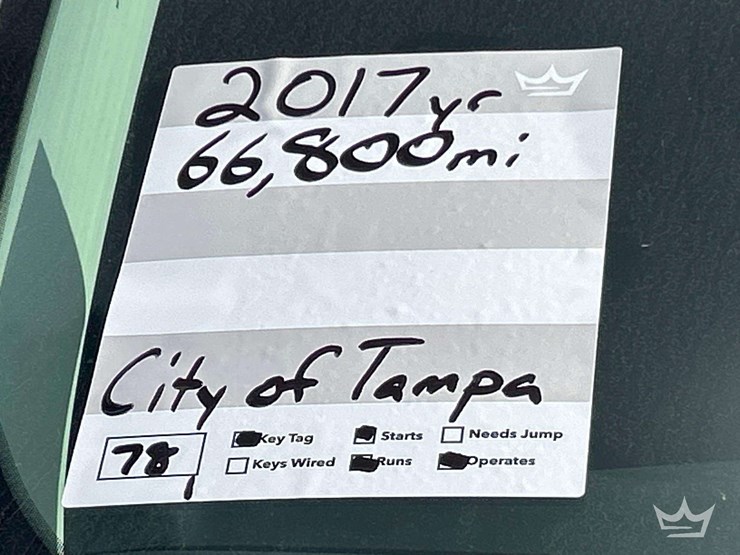 2017yr
66,800mi
City of Tampa
78
Key Tag
Starts
Needs Jump
Keys Wired
Runs
Operates